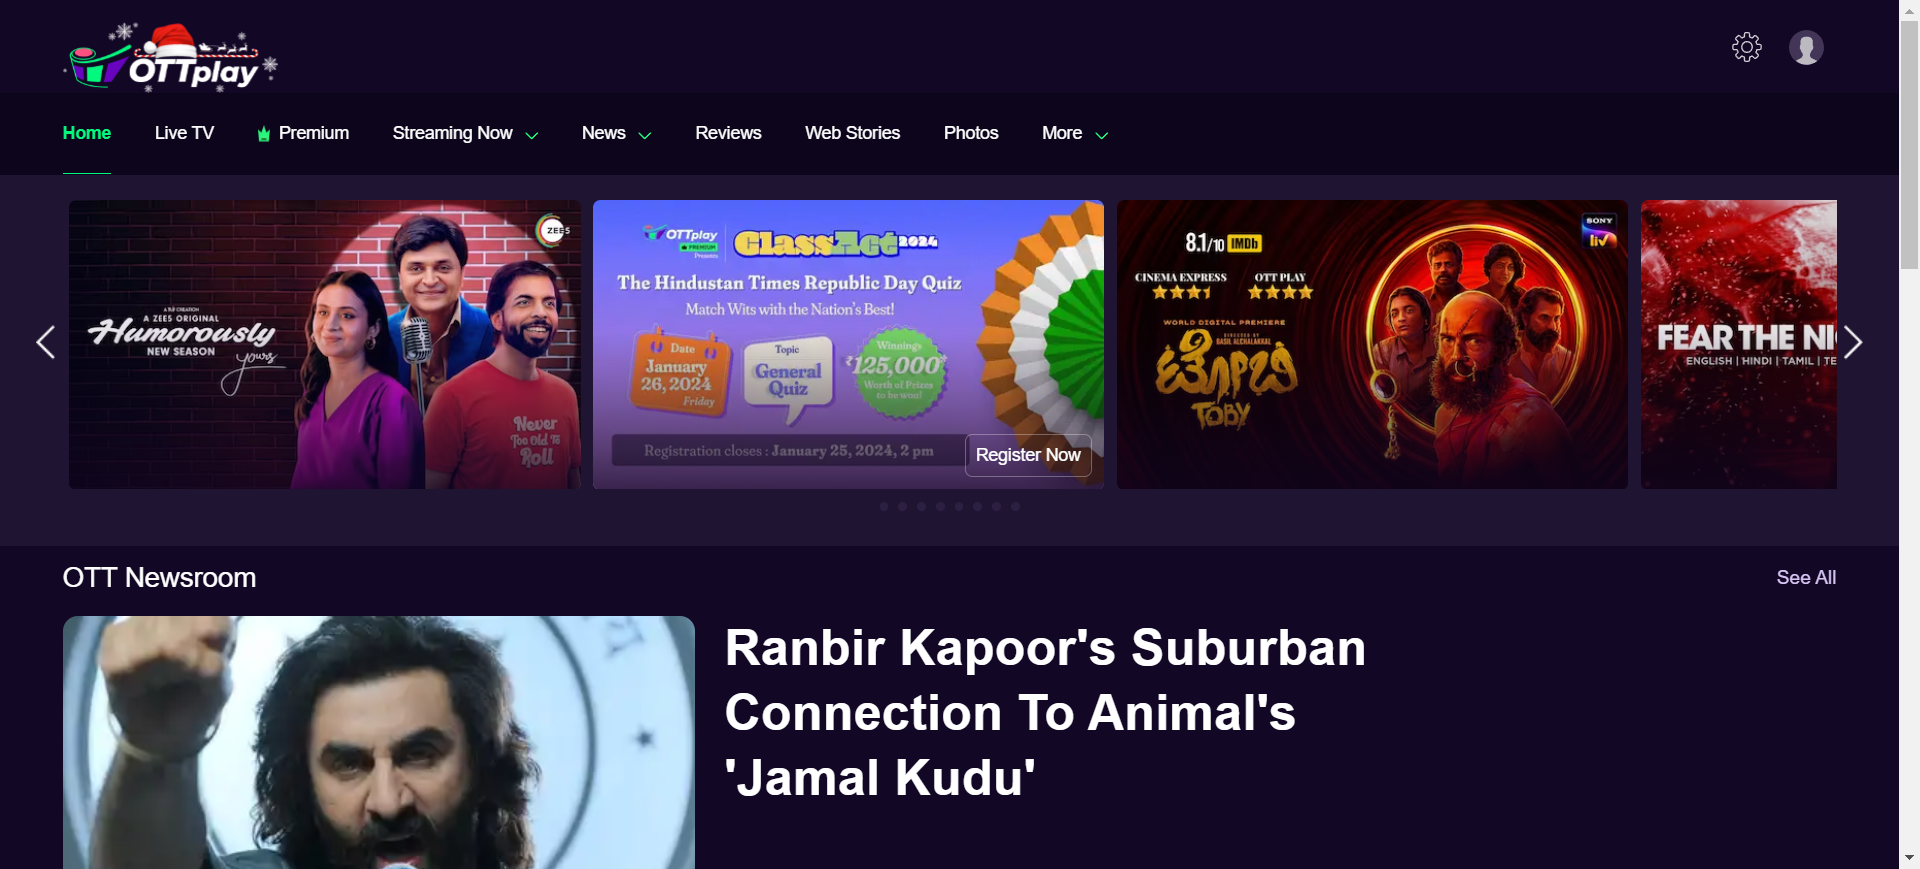 OTTplay
Home
Live TV
Premium
Streaming Now
News
Reviews
Web Stories
Photos
More
A ZEE5 ORIGINAL
Humorously
NEW SEASON
yours
ZEE5
OTTplay
PREMIUM
Presents
ClassAct 2024
The Hindustan Times Republic Day Quiz
Match Wits with the Nation's Best!
Date
January
26, 2024
Friday
Topic
General
Quiz
Winnings
₹125,000*
Worth of Prizes
to be won!
Registration closes : January 25, 2024, 2 pm
Register Now
Never
Too Old To
Roll
SONY
liv
8.1/10 IMDb
CINEMA EXPRESS
OTT PLAY
WORLD DIGITAL PREMIERE
DIRECTED BY
BASIL ALCHALAKKAL
ಟೋಬಿ
TOBY
FEAR THE NI
ENGLISH | HINDI | TAMIL | TE
OTT Newsroom
See All
Ranbir Kapoor's Suburban
Connection To Animal's
'Jamal Kudu'